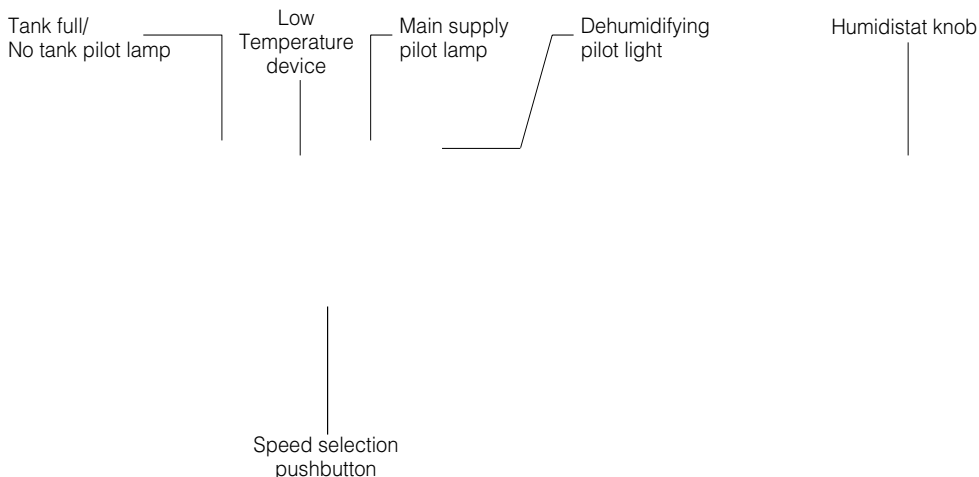 Tank full/
No tank pilot lamp
Low
Temperature
device
Main supply
pilot lamp
Dehumidifying
pilot light
Humidistat knob
Speed selection
pushbutton